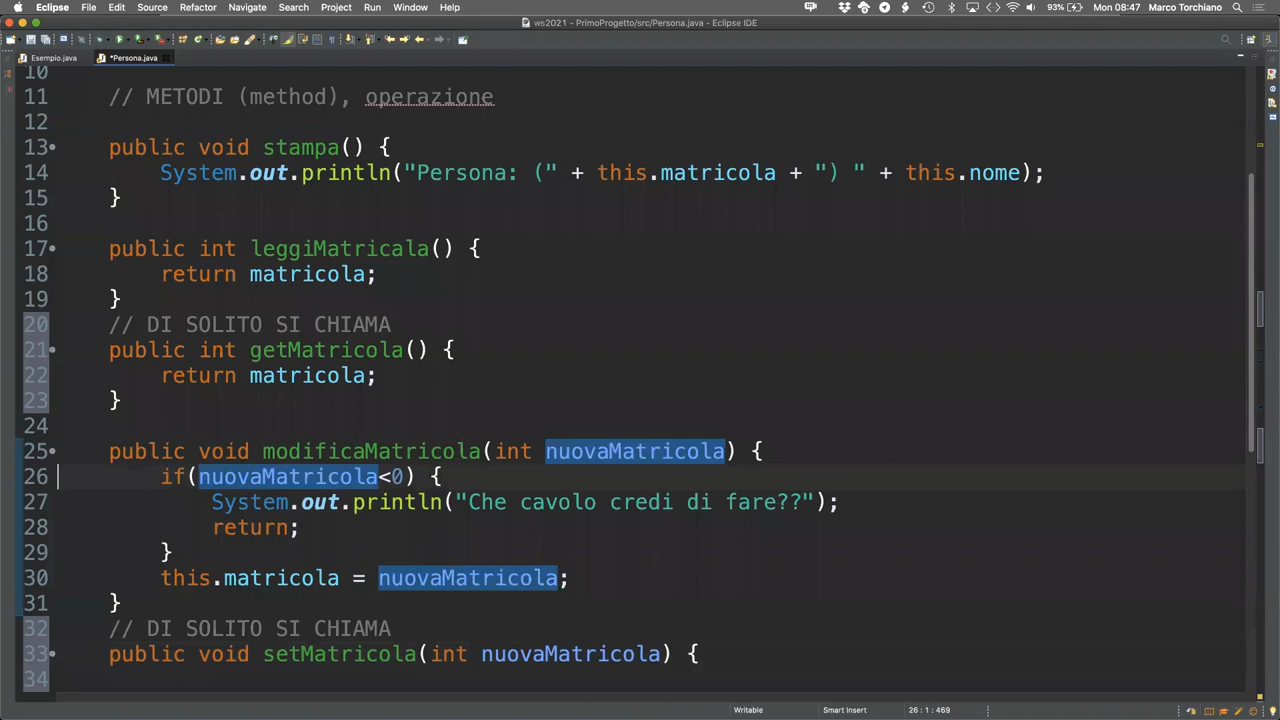 Eclipse File Edit Source Refactor Navigate Search Project Run Window Help 93% Marco Torchiano Mon 08:47
ws2021 - PrimoProgetto/src/Persona.java - Eclipse IDE
Esempio.java *Persona.java
10
11 // METODI (method), operazione
12
13 public void stampa() {
14 System.out.println("Persona: (" + this.matricola + ") " + this.nome);
15 }
16
17 public int leggiMatricala() {
18 return matricola;
19 }
20 // DI SOLITO SI CHIAMA
21 public int getMatricola() {
22 return matricola;
23 }
24
25 public void modificaMatricola(int nuovaMatricola) {
26 if(nuovaMatricola<0) {
27 System.out.println("Che cavolo credi di fare??");
28 return;
29 }
30 this.matricola = nuovaMatricola;
31 }
32 // DI SOLITO SI CHIAMA
33 public void setMatricola(int nuovaMatricola) {
34
Writable Smart Insert 26 : 1 : 469